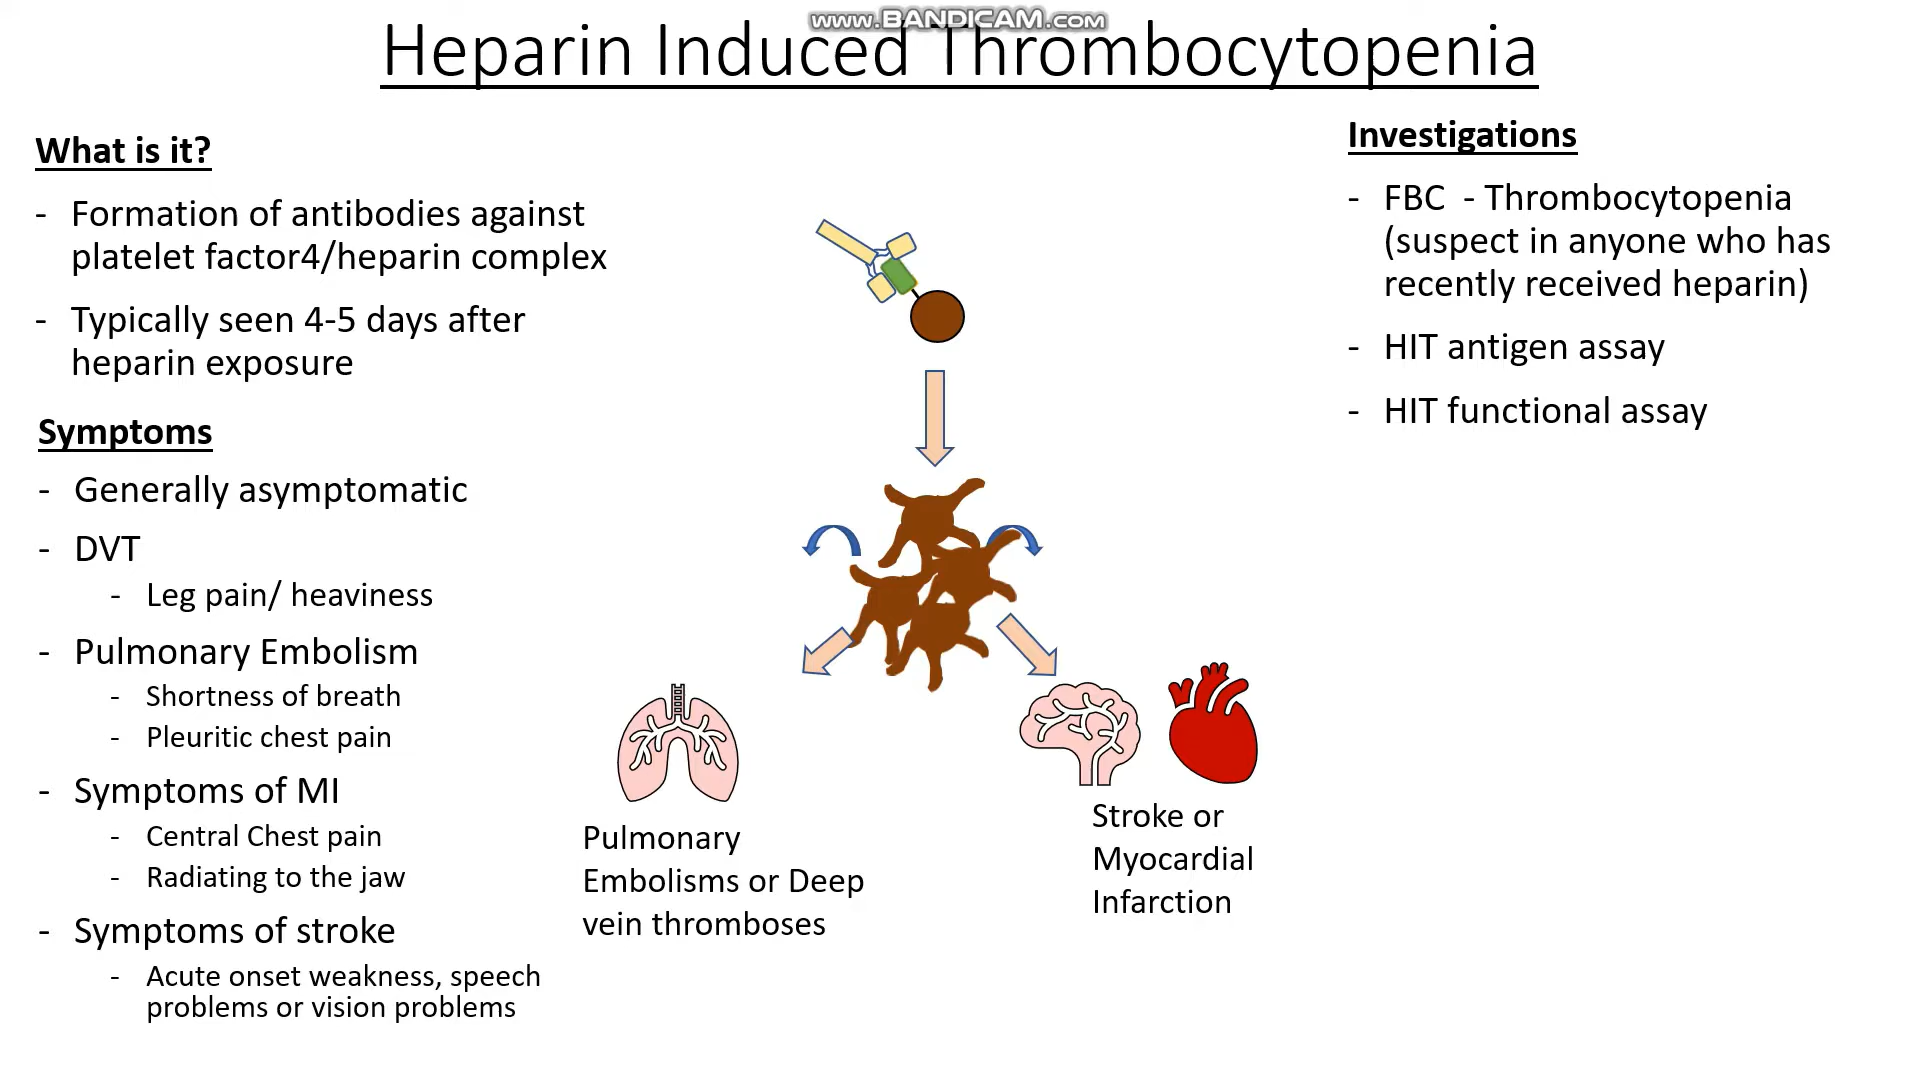 www.BANDICAM.com
Heparin Induced Thrombocytopenia
What is it?
- Formation of antibodies against
platelet factor4/heparin complex
- Typically seen 4-5 days after
heparin exposure
Symptoms
- Generally asymptomatic
- DVT
- Leg pain/ heaviness
- Pulmonary Embolism
- Shortness of breath
- Pleuritic chest pain
- Symptoms of MI
- Central Chest pain
- Radiating to the jaw
- Symptoms of stroke
- Acute onset weakness, speech
problems or vision problems
Pulmonary
Embolisms or Deep
vein thromboses
Stroke or
Myocardial
Infarction
Investigations
- FBC - Thrombocytopenia
(suspect in anyone who has
recently received heparin)
- HIT antigen assay
- HIT functional assay